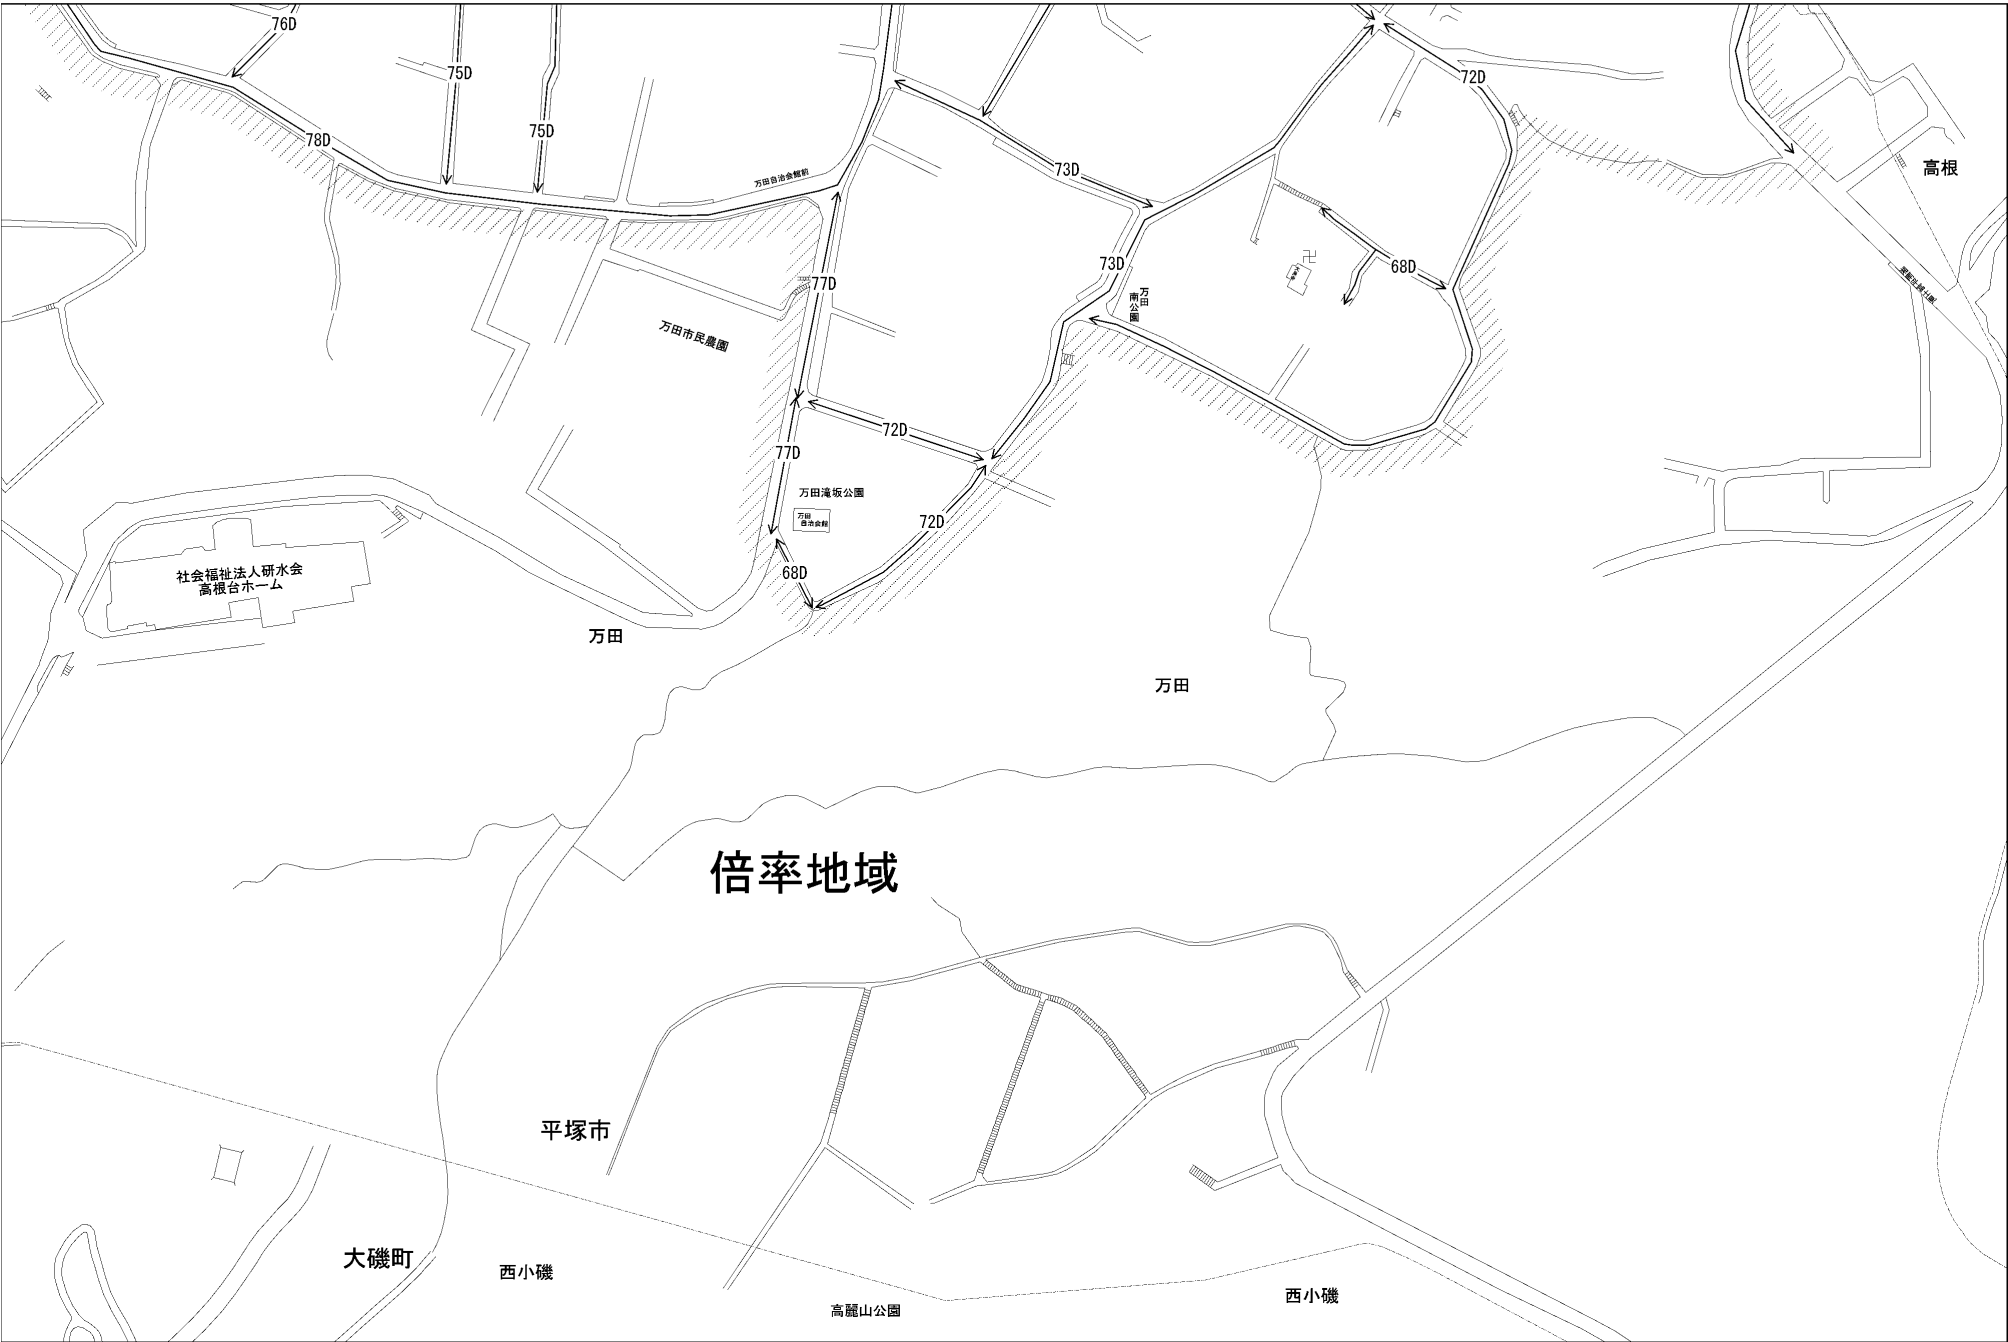 76D
75D
72D
78D
75D
高根
73D
万田自治会館前
73D
68D
77D
万田
南公園
万田市民農園
72D
77D
万田滝坂公園
万田
自治会館
72D
社会福祉法人研水会
高根台ホーム
68D
万田
万田
倍率地域
平塚市
大磯町
西小磯
西小磯
高麗山公園